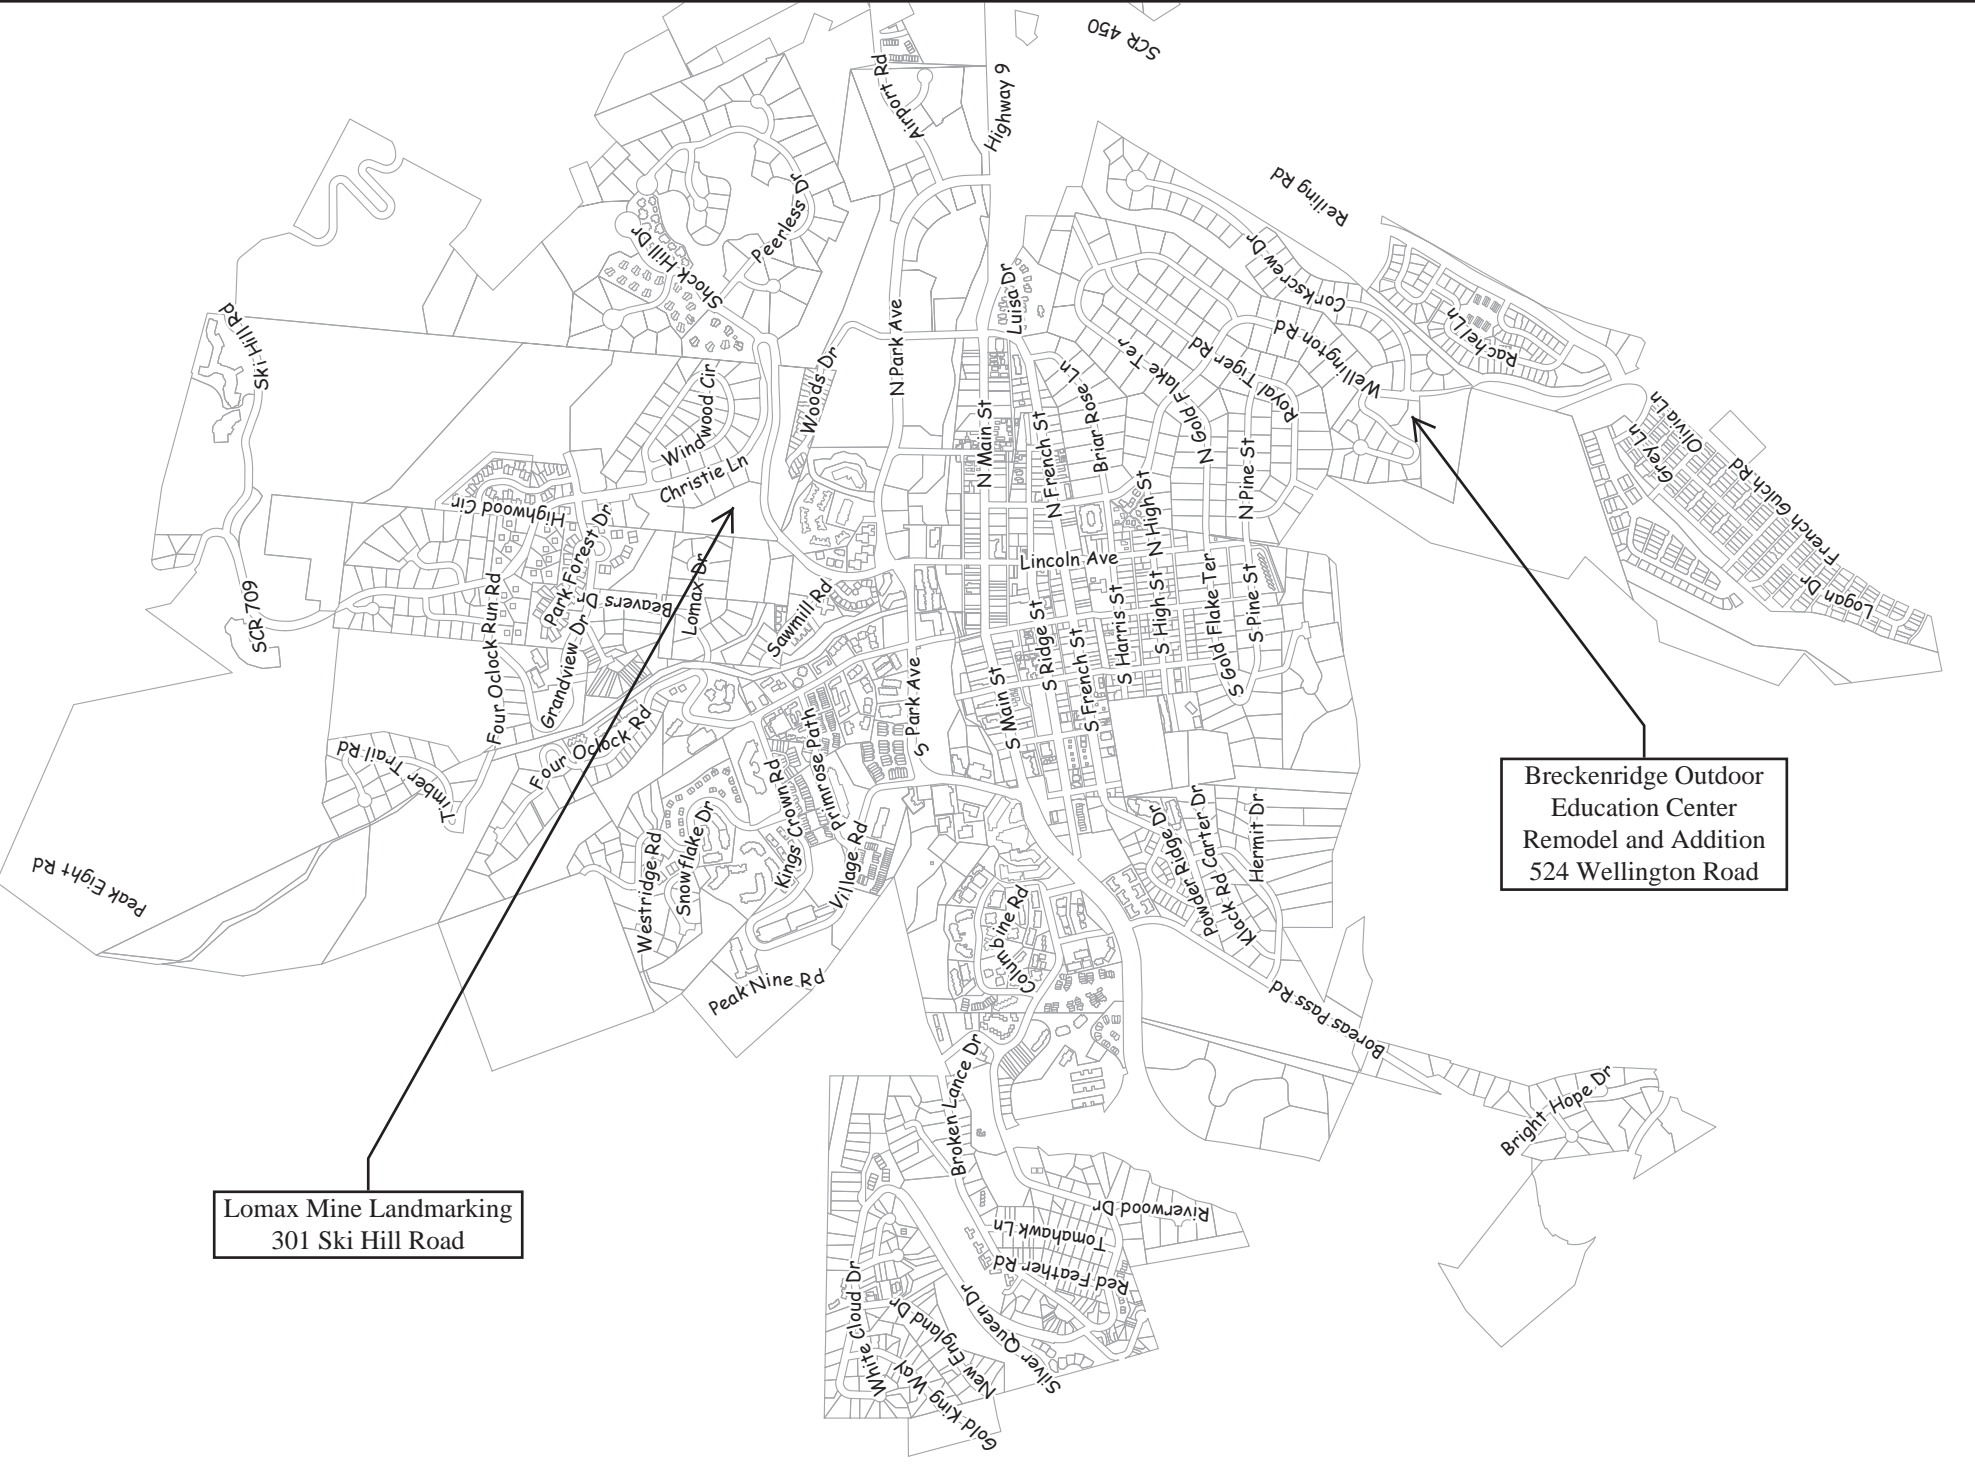 SCR 450
Airport Rd
Highway 9
Reiling Rd
Peerless Dr
Shock Hill Dr
Corkscrew Dr
Luisa Dr
Ski Hill Rd
N Park Ave
Wellington Rd
Rachel Ln
Woods Dr
Gold Flake Ter
Royal Tiger Rd
Windwood Cir
Briar Rose Ln
N Main St
N French St
N Gold Flake Ter
Christie Ln
Grey Ln
Olivia Ln
French Gulch Rd
Logan Dr
Highwood Cir
N High St
N Pine St
Park Forest Dr
Lincoln Ave
Lomax Dr
Beavers Dr
Sawmill Rd
SCR 709
Four Oclock Run Rd
Grandview Dr
S Ridge St
S French St
S Harris St
S High St
S Gold Flake Ter
S Pine St
S Park Ave
S Main St
Timber Trail Rd
Four Oclock Rd
Primrose Path
Kings Crown Rd
Village Rd
Snowflake Dr
Westridge Rd
Peak Eight Rd
Powder Ridge Dr
Carter Dr
Klack Rd
Hermit Dr
Breckenridge Outdoor
Education Center
Remodel and Addition
524 Wellington Road
Columbine Rd
Peak Nine Rd
Boreas Pass Rd
Broken Lance Dr
Bright Hope Dr
Lomax Mine Landmarking
301 Ski Hill Road
Riverwood Dr
Tomahawk Ln
Red Feather Rd
White Cloud Dr
New England Dr
Silver Queen Dr
Gold King Way